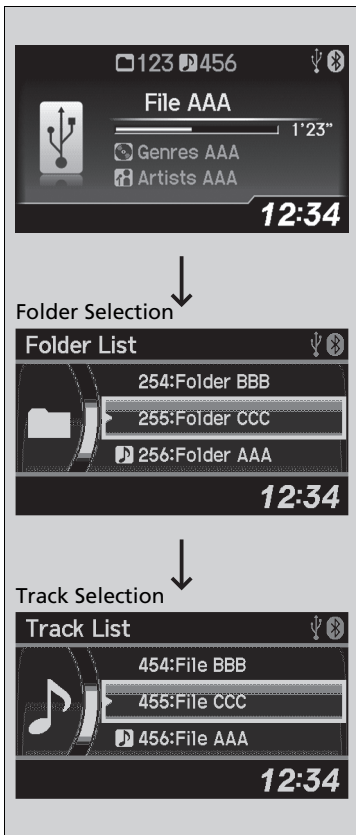 123 456
File AAA
1'23"
Genres AAA
Artists AAA
12:34
Folder Selection
Folder List
254:Folder BBB
255:Folder CCC
256:Folder AAA
12:34
Track Selection
Track List
454:File BBB
455:File CCC
456:File AAA
12:34